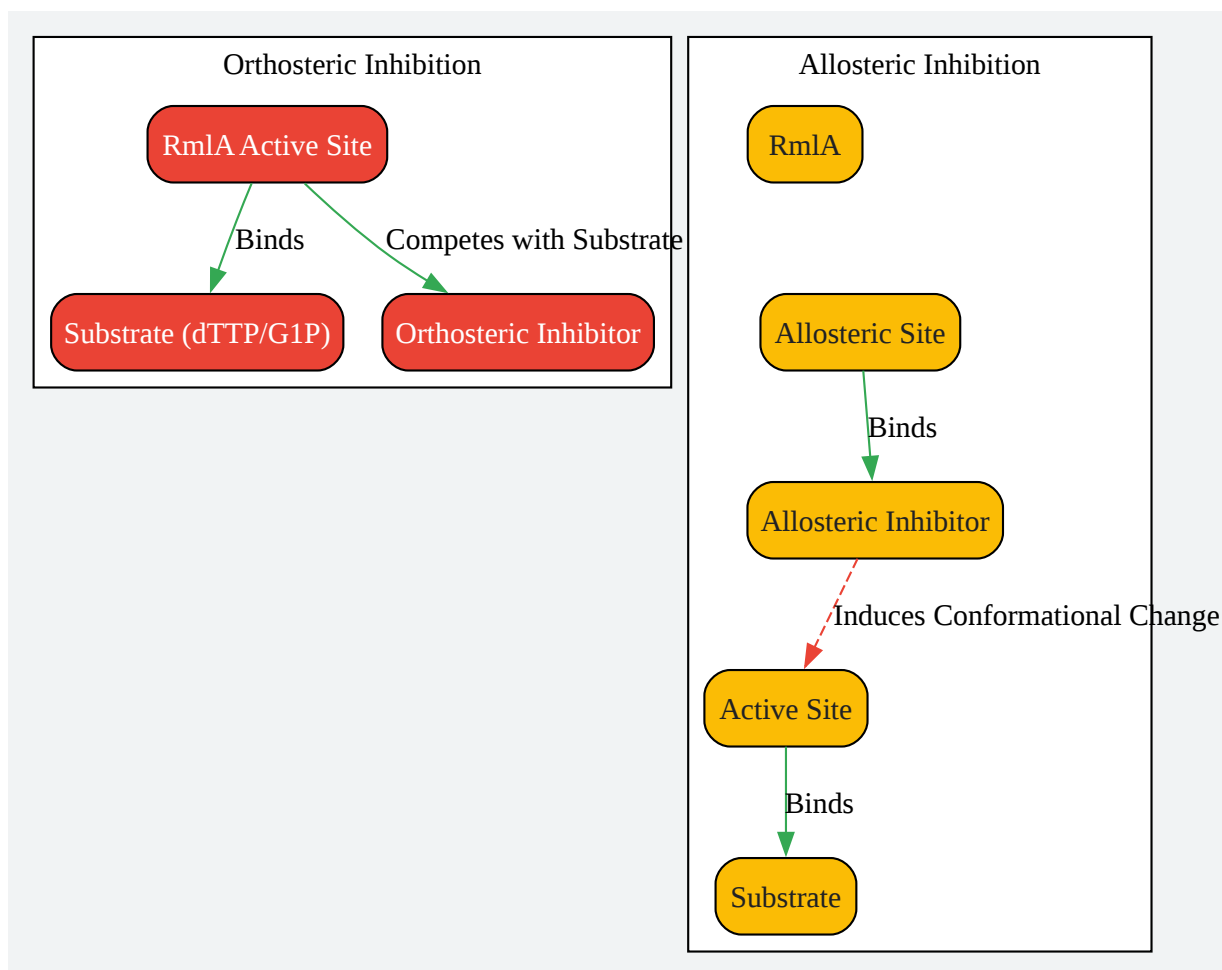 Orthosteric Inhibition
RmlA Active Site
Binds
Competes with Substrate
Substrate (dTTP/G1P)
Orthosteric Inhibitor
Allosteric Inhibition
RmlA
Allosteric Site
Binds
Allosteric Inhibitor
Induces Conformational Change
Active Site
Binds
Substrate